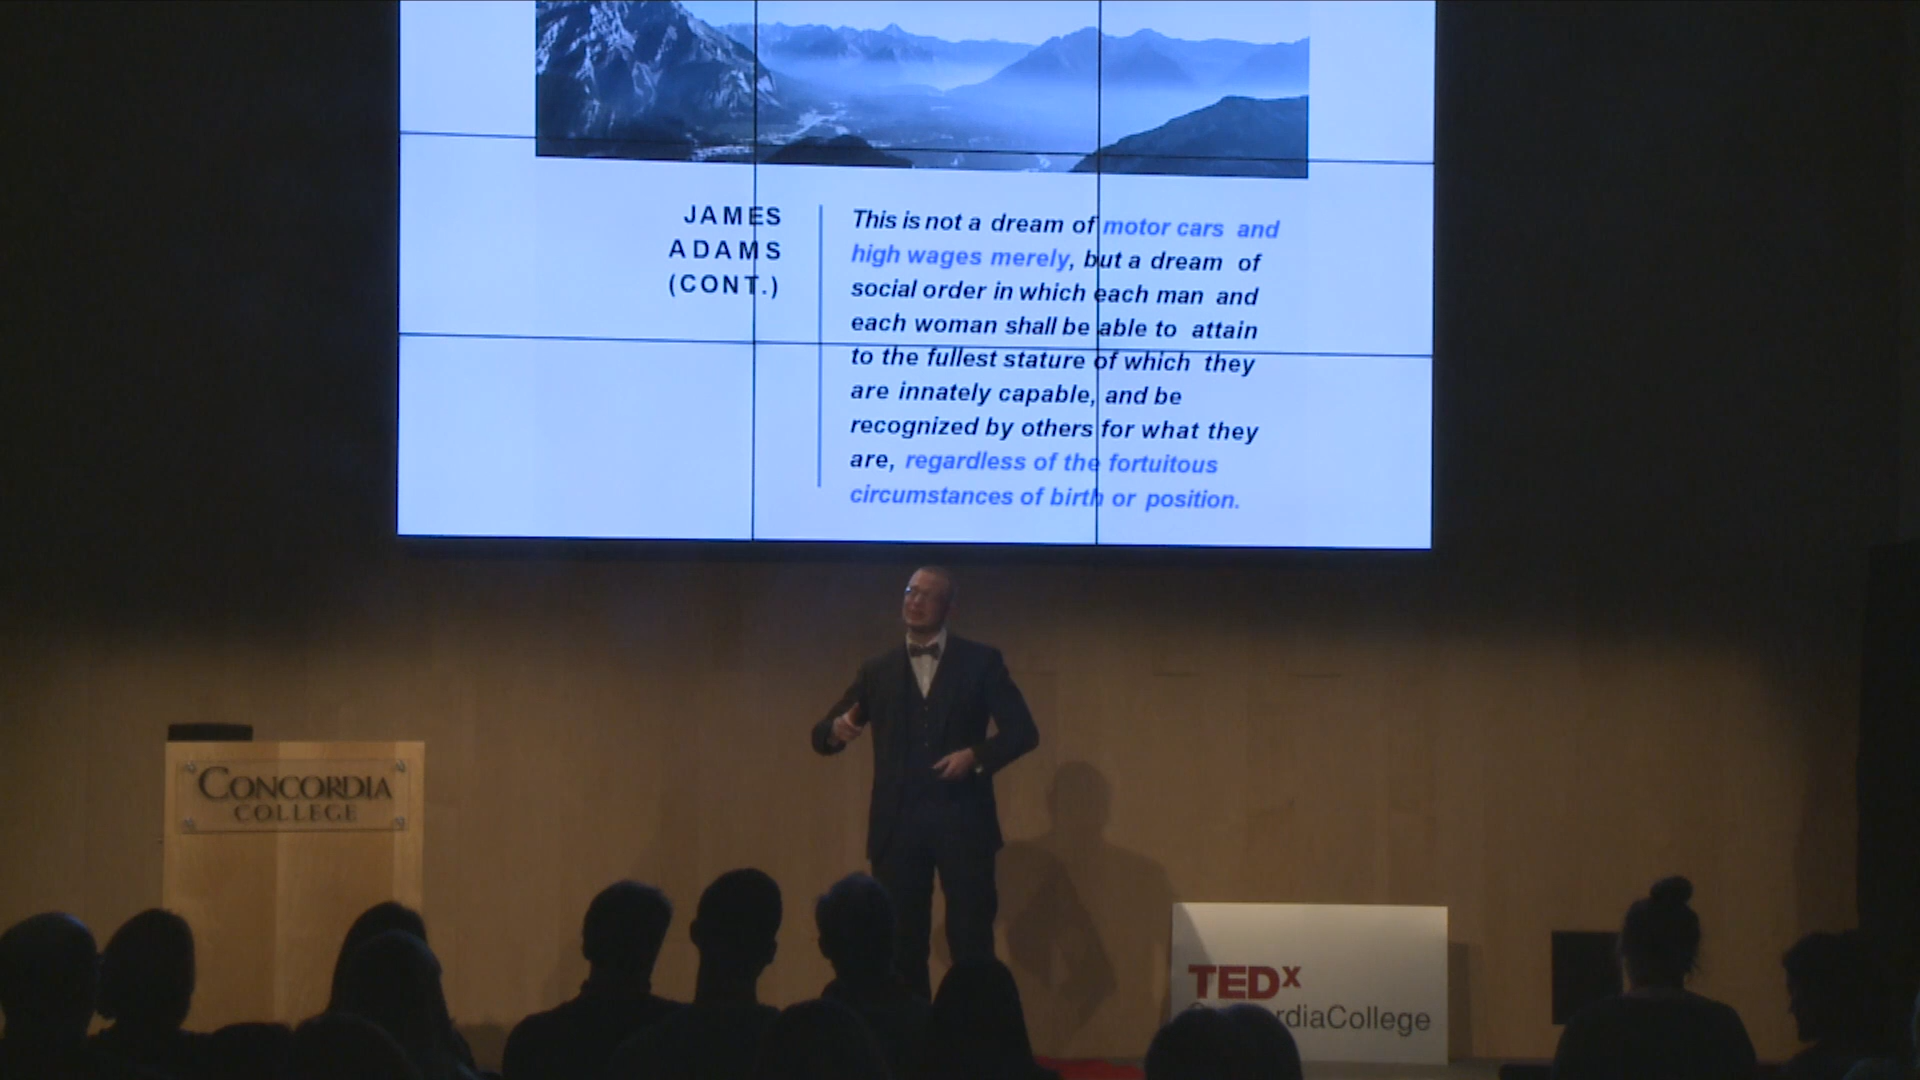 JAMES
ADAMS
(CONT.)
This is not a dream of motor cars and
high wages merely, but a dream of
social order in which each man and
each woman shall be able to attain
to the fullest stature of which they
are innately capable, and be
recognized by others for what they
are, regardless of the fortuitous
circumstances of birth or position.
CONCORDIA
COLLEGE
TEDx
rdiaCollege